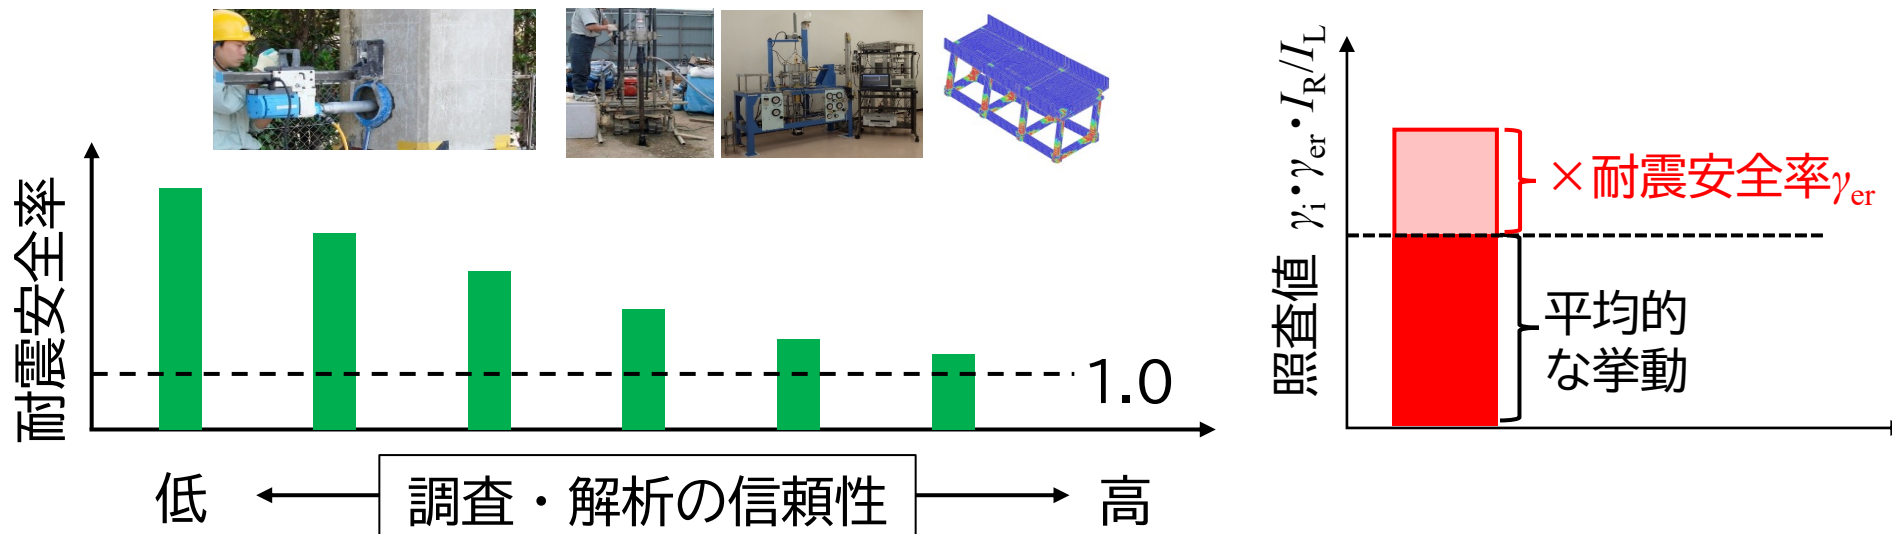 耐震安全率
1.0
低
調査・解析の信頼性
高
照査値 γi・γer・IR/IL
×耐震安全率γer
平均的
な挙動